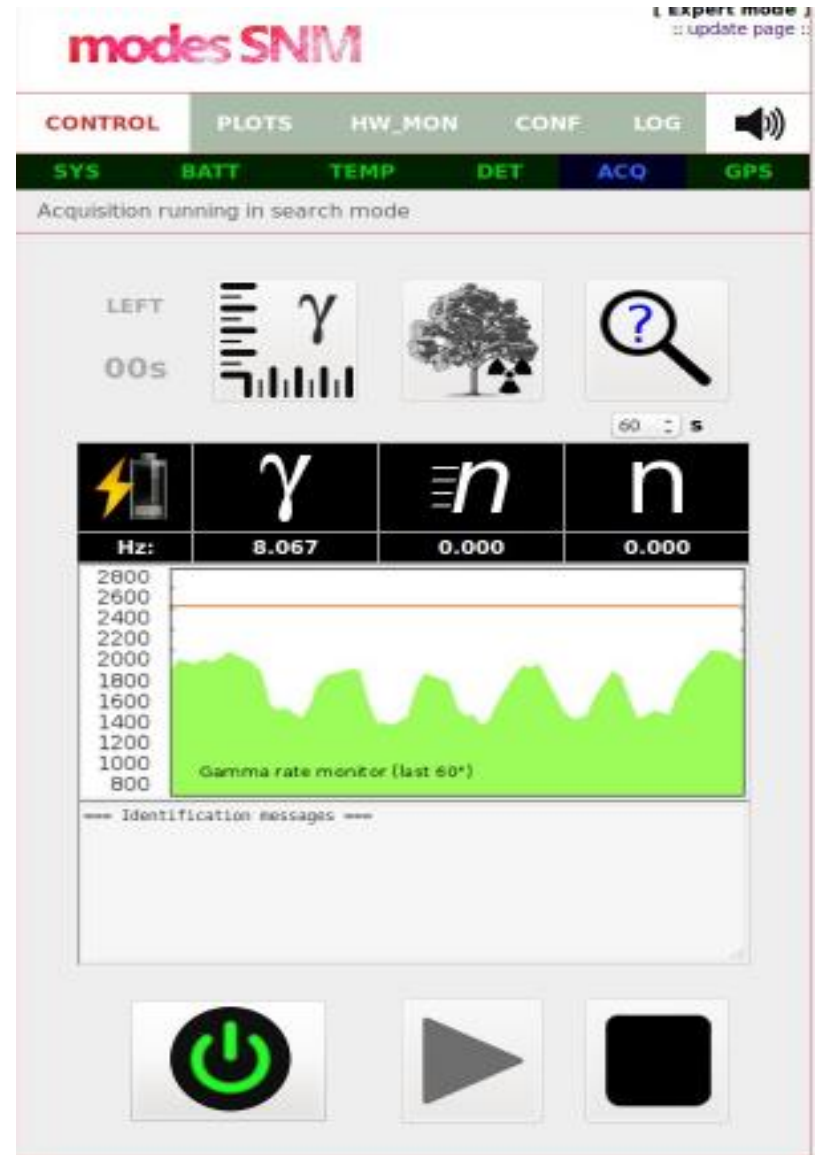 [ Expert mode ]
:: update page ::
modes SNM
CONTROL PLOTS HW_MON CONF LOG
SYS BATT TEMP DET ACQ GPS
Acquisition running in search mode
LEFT
00s
γ
?
60 s
γ n n
Hz: 8.067 0.000 0.000
2800
2600
2400
2200
2000
1800
1600
1400
1200
1000
800
Gamma rate monitor (last 60")
=== Identification messages ===